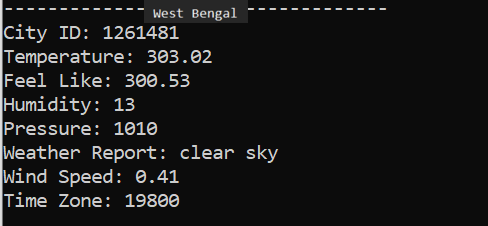 ---------- West Bengal -------------
City ID: 1261481
Temperature: 303.02
Feel Like: 300.53
Humidity: 13
Pressure: 1010
Weather Report: clear sky
Wind Speed: 0.41
Time Zone: 19800